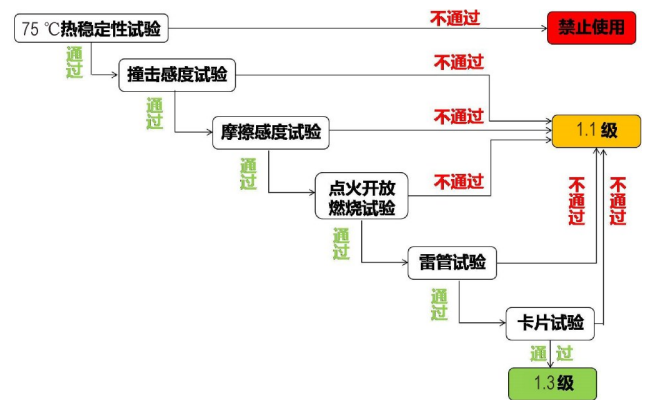 75 ℃热稳定性试验
不通过
禁止使用
通过
撞击感度试验
不通过
通过
摩擦感度试验
不通过
1.1 级
通过
点火开放
燃烧试验
不通过
不通过
不通过
通过
雷管试验
通过
卡片试验
通 过
1.3级